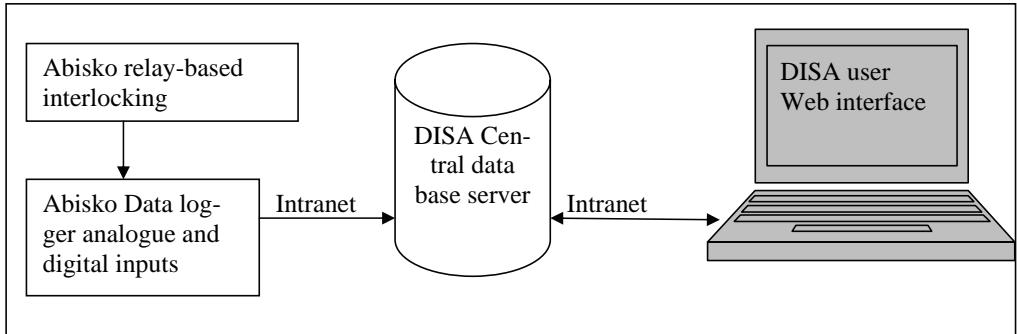 Abisko relay-based
interlocking
Abisko Data log-
ger analogue and
digital inputs
Intranet
DISA Cen-
tral data
base server
Intranet
DISA user
Web interface